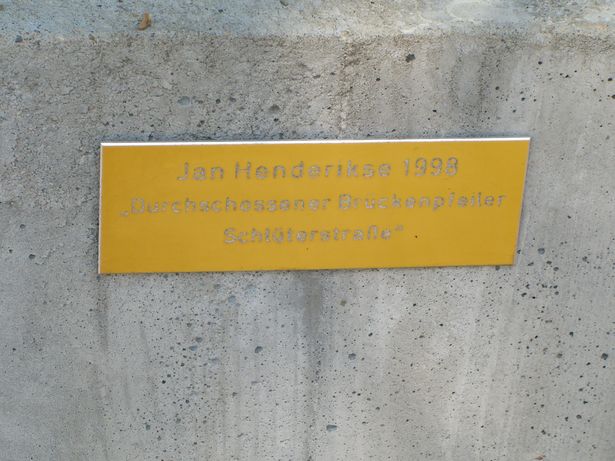 Jan Henderikse 1998
„Durchschossener Brückenpfeiler
Schlüterstraße“